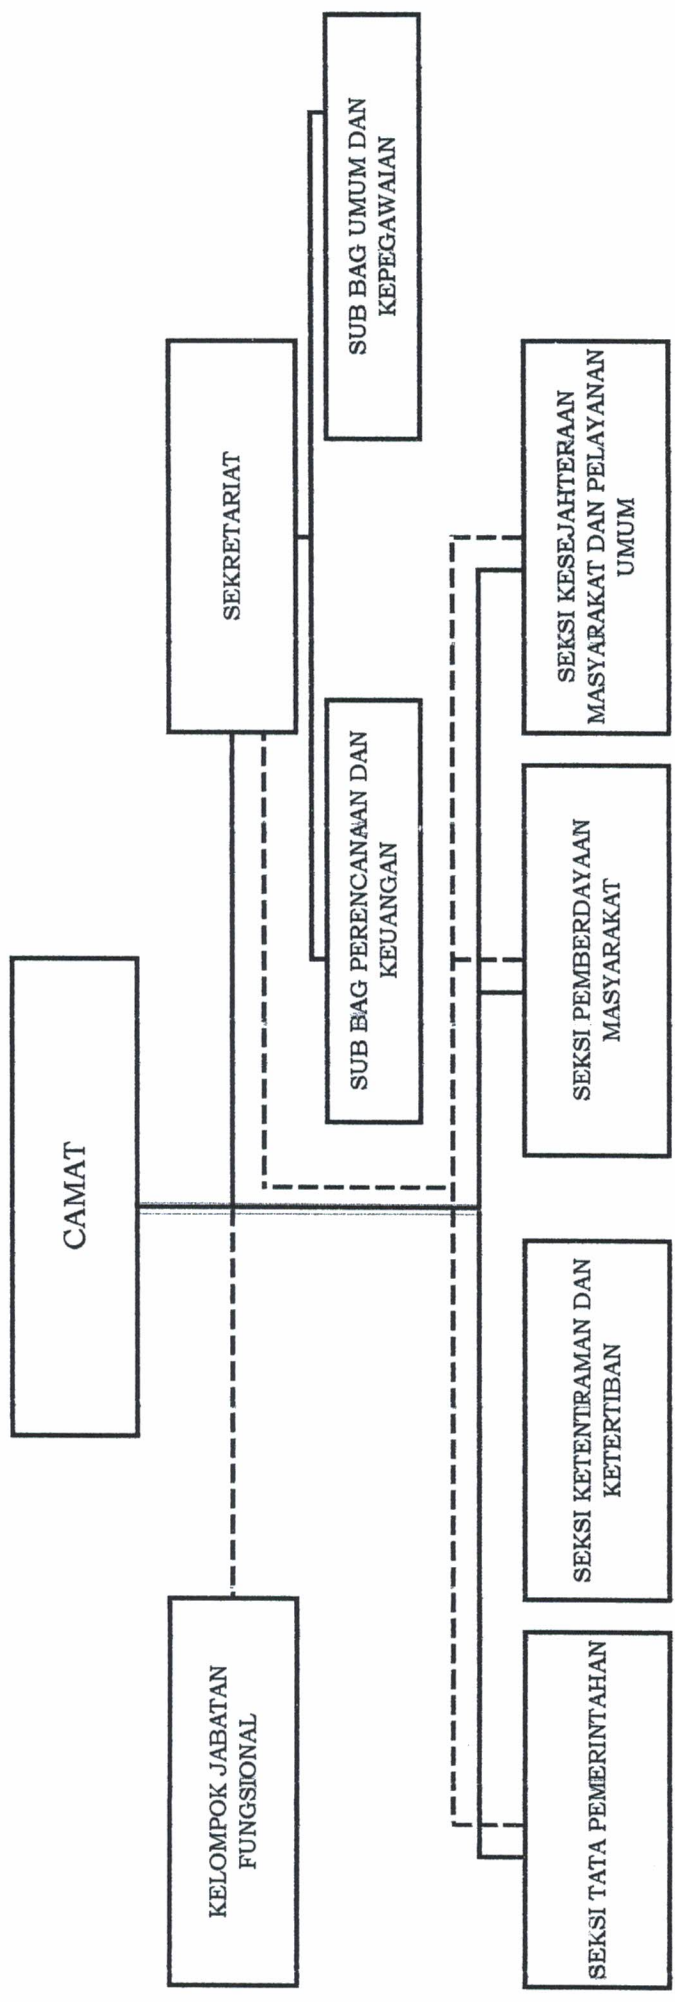 CAMAT
KELOMPOK JABATAN
FUNGSIONAL
SEKRETARIAT
SUB BAG PERENCANAAN DAN
KEUANGAN
SUB BAG UMUM DAN
KEPEGAWAIAN
SEKSI TATA PEMERINTAHAN
SEKSI KETENTRAMAN DAN
KETERTIBAN
SEKSI PEMBERDAYAAN
MASYARAKAT
SEKSI KESEJAHTERAAN
MASYARAKAT DAN PELAYANAN
UMUM